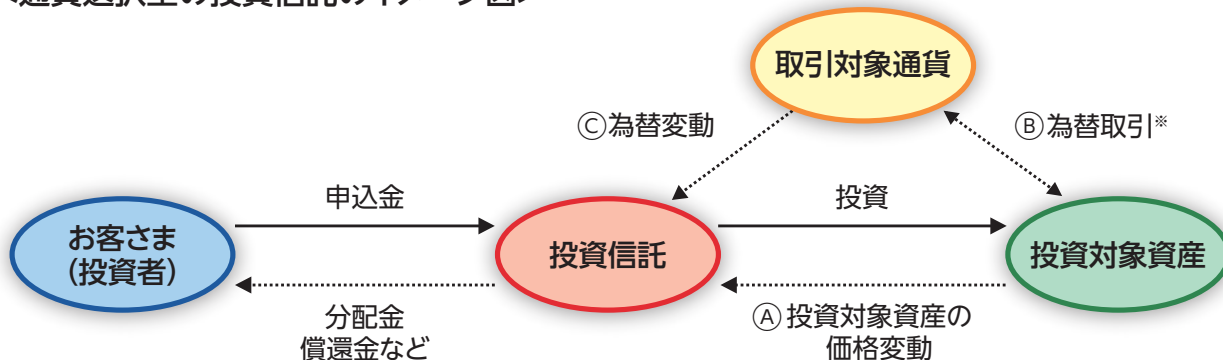 取引対象通貨
Ⓒ為替変動
Ⓑ為替取引※
申込金
投資
お客さま
(投資者)
投資信託
投資対象資産
分配金
償還金など
Ⓐ投資対象資産の
価格変動